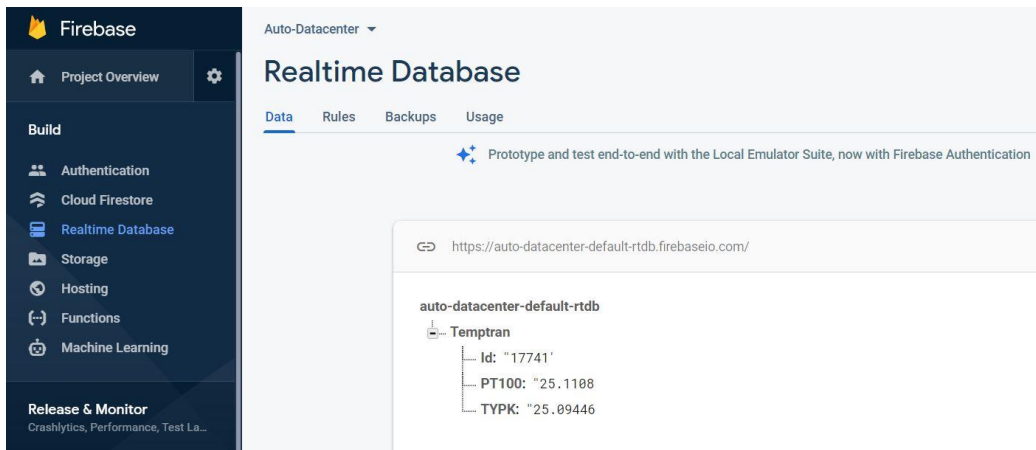 Firebase
Project Overview
Build
Authentication
Cloud Firestore
Realtime Database
Storage
Hosting
Functions
Machine Learning
Release & Monitor
Crashlytics, Performance, Test La...
Auto-Datacenter
Realtime Database
Data Rules Backups Usage
Prototype and test end-to-end with the Local Emulator Suite, now with Firebase Authentication
https://auto-datacenter-default-rtdb.firebaseio.com/
auto-datacenter-default-rtdb
Temptran
Id: "17741'
PT100: "25.1108
TYPK: "25.09446